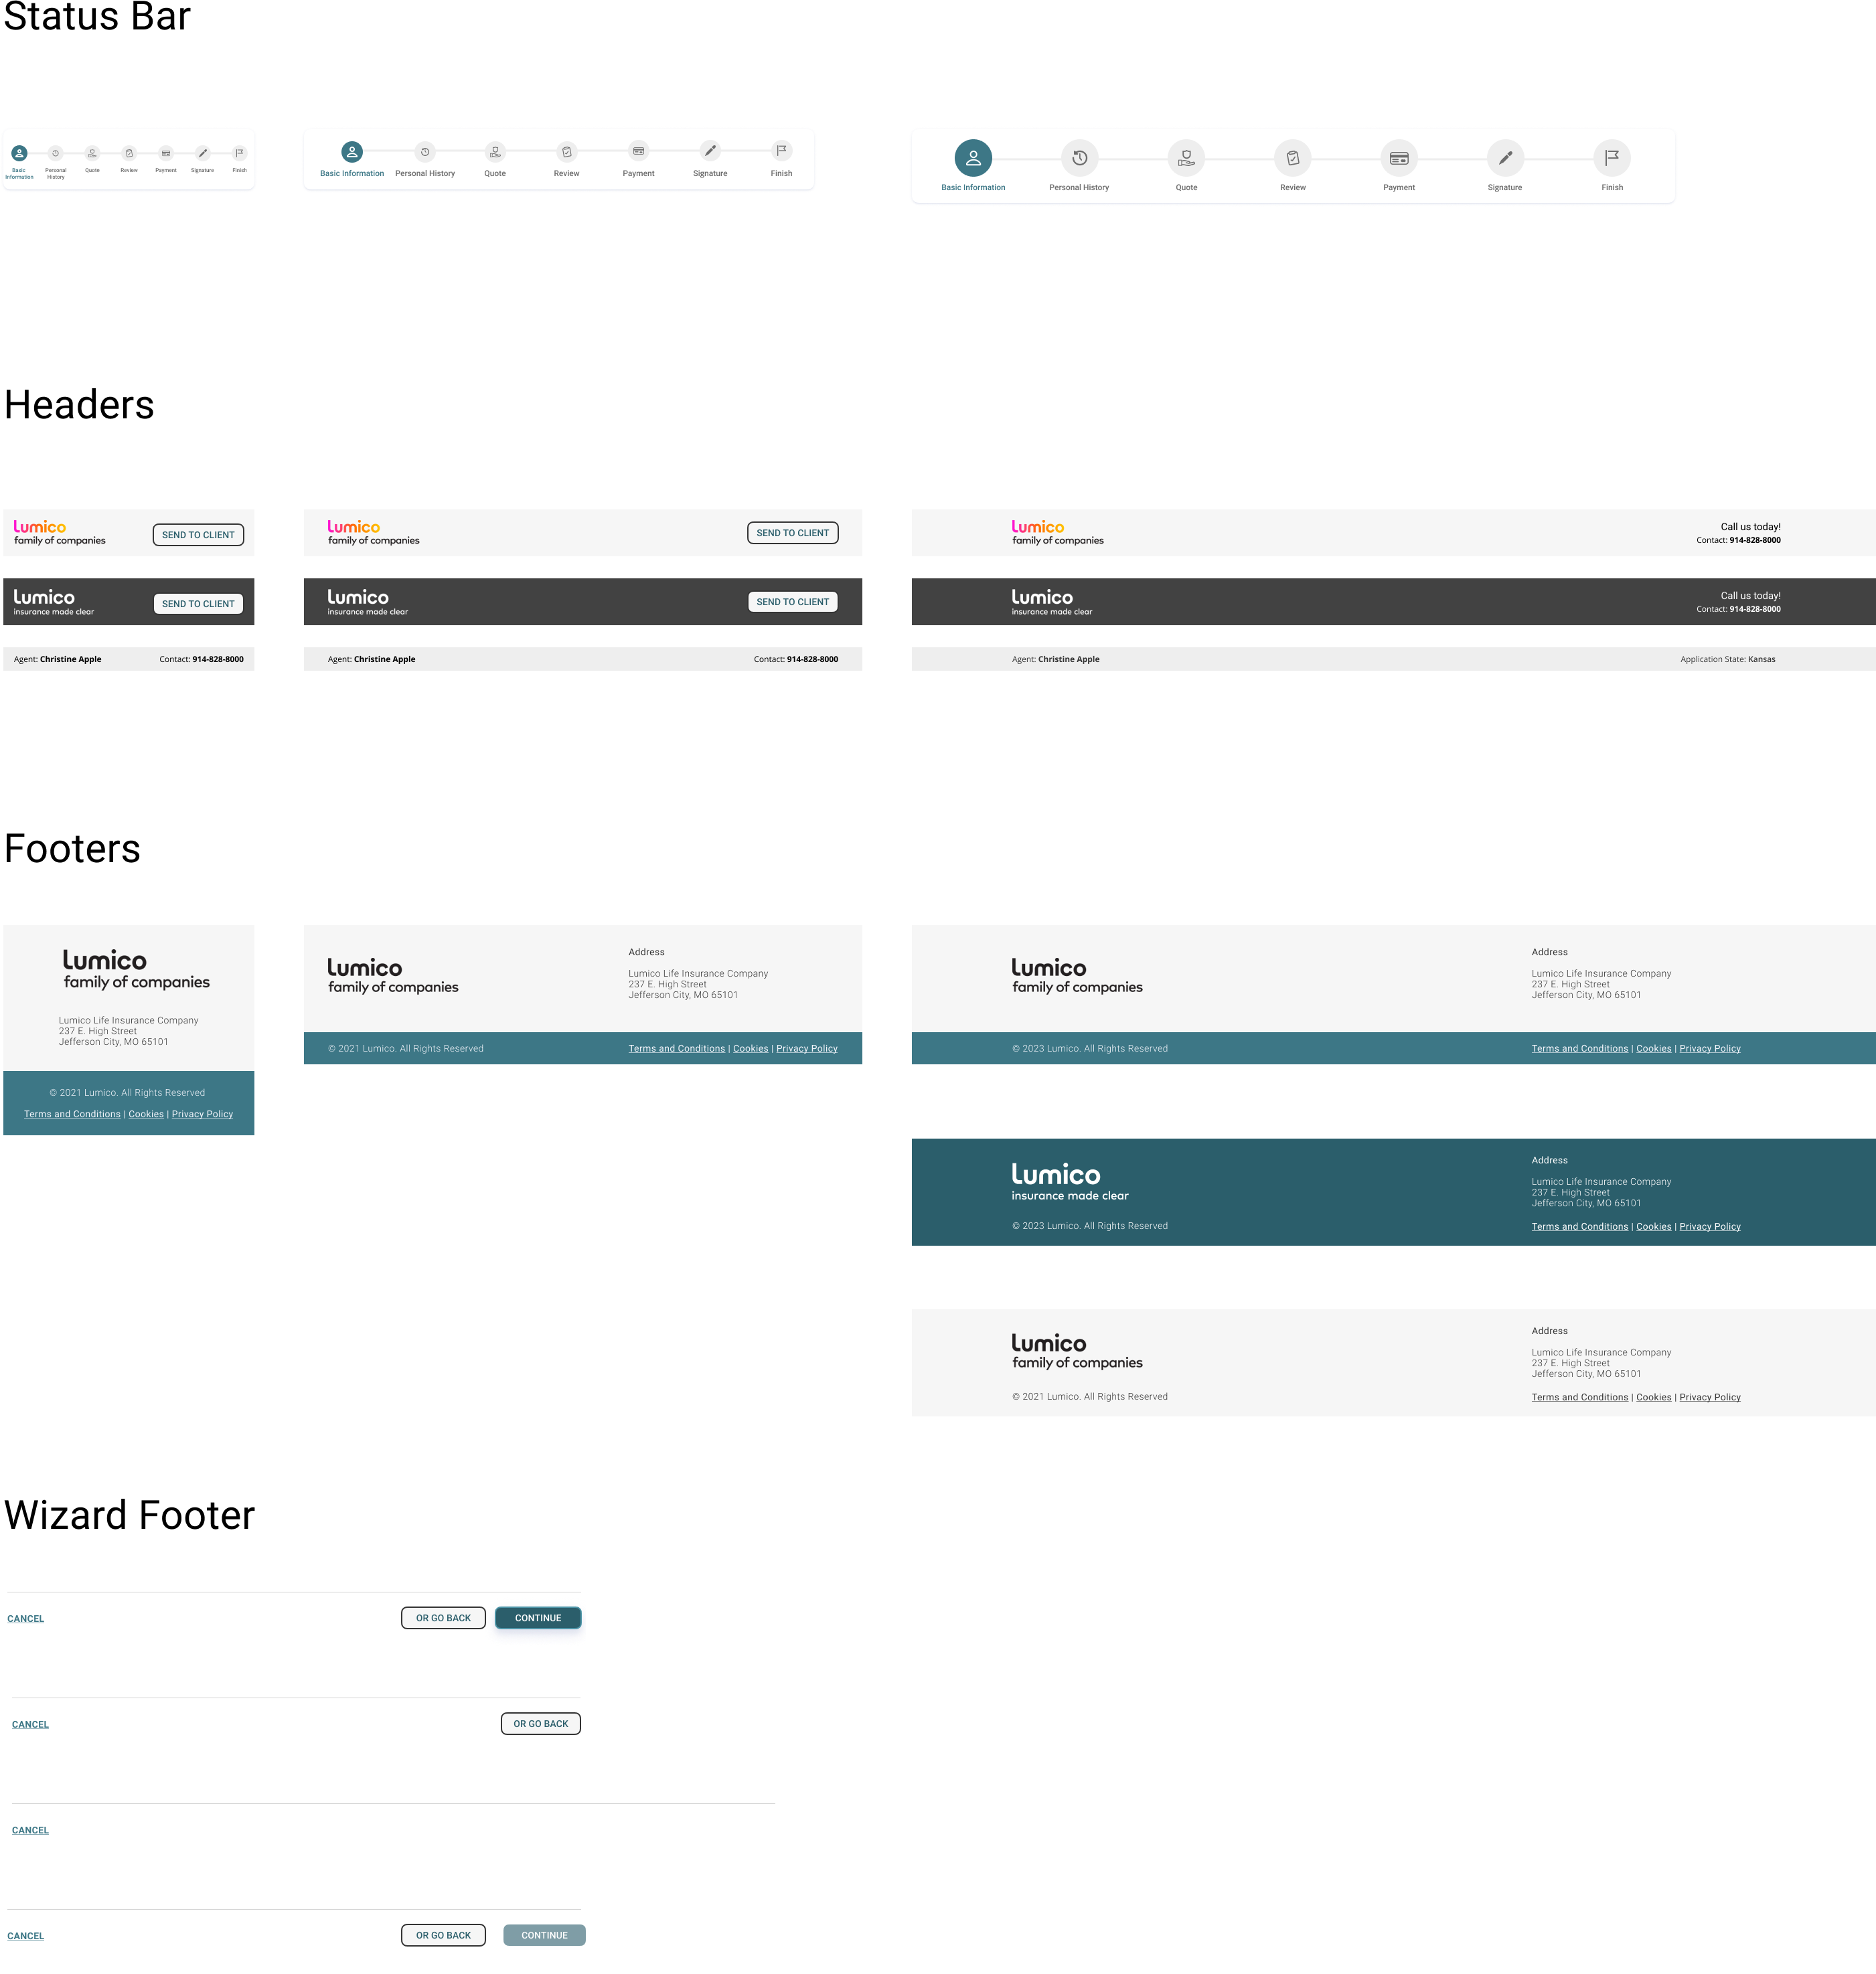 Status Bar
Basic Information
Personal History
Quote
Review
Payment
Signature
Finish
Basic Information
Personal History
Quote
Review
Payment
Signature
Finish
Basic Information
Personal History
Quote
Review
Payment
Signature
Finish
Headers
Lumico
family of companies
SEND TO CLIENT
Lumico
family of companies
SEND TO CLIENT
Lumico
family of companies
Call us today!
Contact: 914-828-8000
Lumico
insurance made clear
SEND TO CLIENT
Lumico
insurance made clear
SEND TO CLIENT
Lumico
insurance made clear
Call us today!
Contact: 914-828-8000
Agent: Christine Apple
Contact: 914-828-8000
Agent: Christine Apple
Contact: 914-828-8000
Agent: Christine Apple
Application State: Kansas
Footers
Lumico
family of companies
Lumico Life Insurance Company
237 E. High Street
Jefferson City, MO 65101
© 2021 Lumico. All Rights Reserved
Terms and Conditions | Cookies | Privacy Policy
Lumico
family of companies
Address
Lumico Life Insurance Company
237 E. High Street
Jefferson City, MO 65101
© 2021 Lumico. All Rights Reserved
Terms and Conditions | Cookies | Privacy Policy
Lumico
family of companies
Address
Lumico Life Insurance Company
237 E. High Street
Jefferson City, MO 65101
© 2023 Lumico. All Rights Reserved
Terms and Conditions | Cookies | Privacy Policy
Lumico
insurance made clear
© 2023 Lumico. All Rights Reserved
Address
Lumico Life Insurance Company
237 E. High Street
Jefferson City, MO 65101
Terms and Conditions | Cookies | Privacy Policy
Lumico
family of companies
© 2021 Lumico. All Rights Reserved
Address
Lumico Life Insurance Company
237 E. High Street
Jefferson City, MO 65101
Terms and Conditions | Cookies | Privacy Policy
Wizard Footer
CANCEL
OR GO BACK
CONTINUE
CANCEL
OR GO BACK
CANCEL
CANCEL
OR GO BACK
CONTINUE